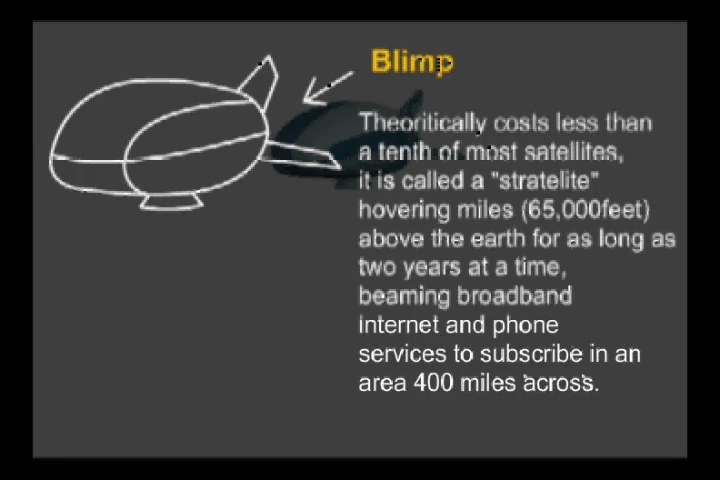 Blimp
Theoritically costs less than
a tenth of most satellites,
it is called a "stratelite"
hovering miles (65,000feet)
above the earth for as long as
two years at a time,
beaming broadband
internet and phone
services to subscribe in an
area 400 miles across.